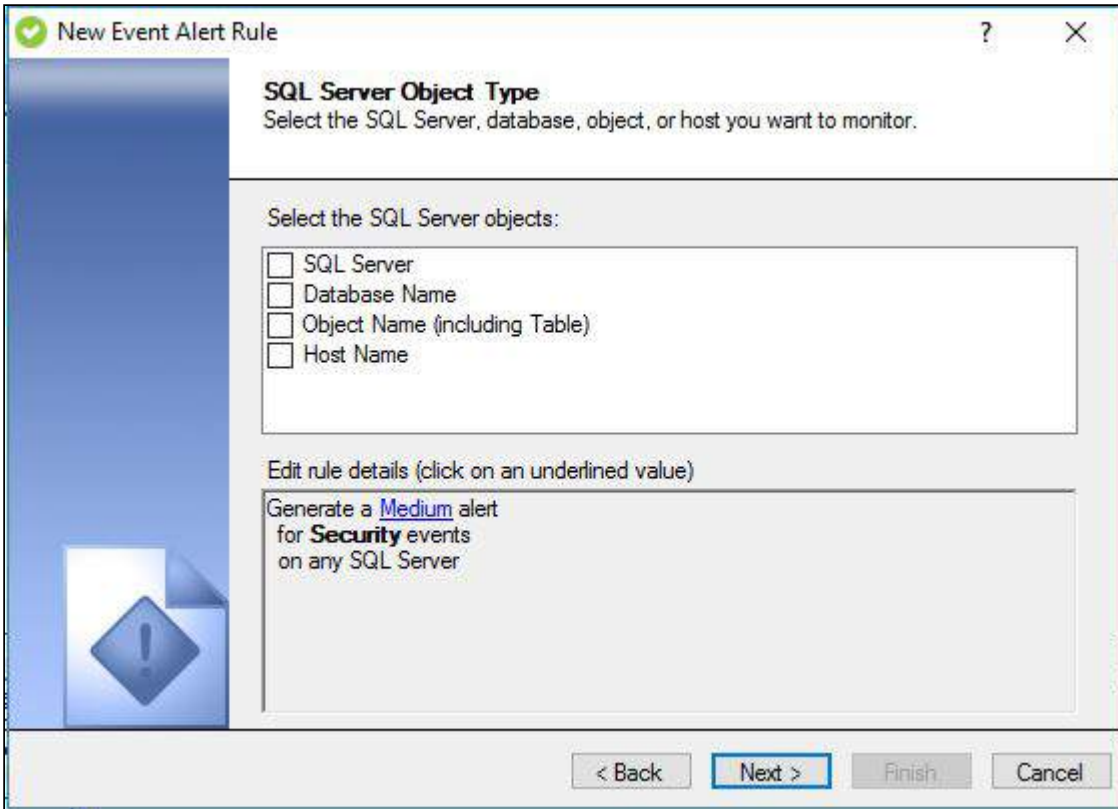 New Event Alert Rule
?
SQL Server Object Type
Select the SQL Server, database, object, or host you want to monitor.
Select the SQL Server objects:
SQL Server
Database Name
Object Name (including Table)
Host Name
Edit rule details (click on an underlined value)
Generate a Medium alert
for Security events
on any SQL Server
!
< Back
Next >
Finish
Cancel